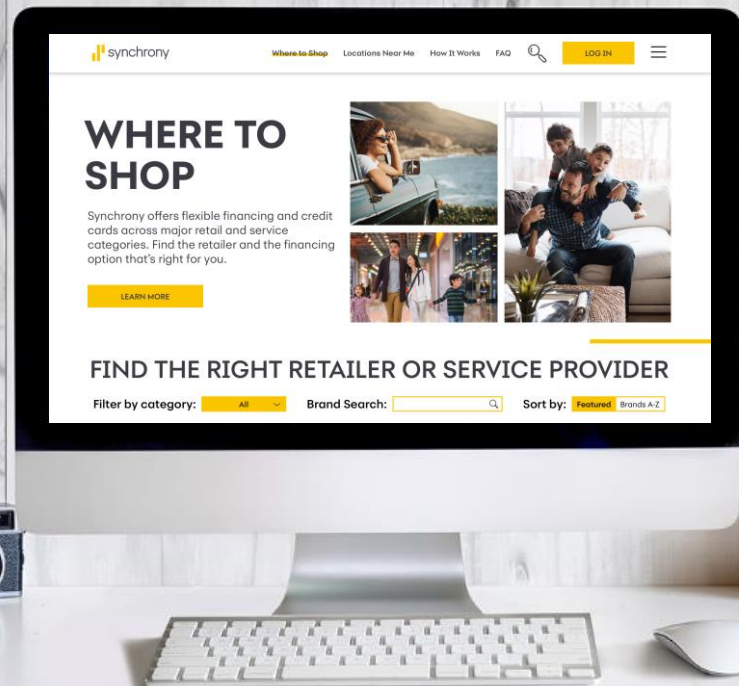 synchrony
Where to Shop Locations Near Me How It Works FAQ LOG IN
WHERE TO
SHOP
Synchrony offers flexible financing and credit
cards across major retail and service
categories. Find the retailer and the financing
option that's right for you.
LEARN MORE
FIND THE RIGHT RETAILER OR SERVICE PROVIDER
Filter by category: All Brand Search: Sort by: Featured Brands A-Z